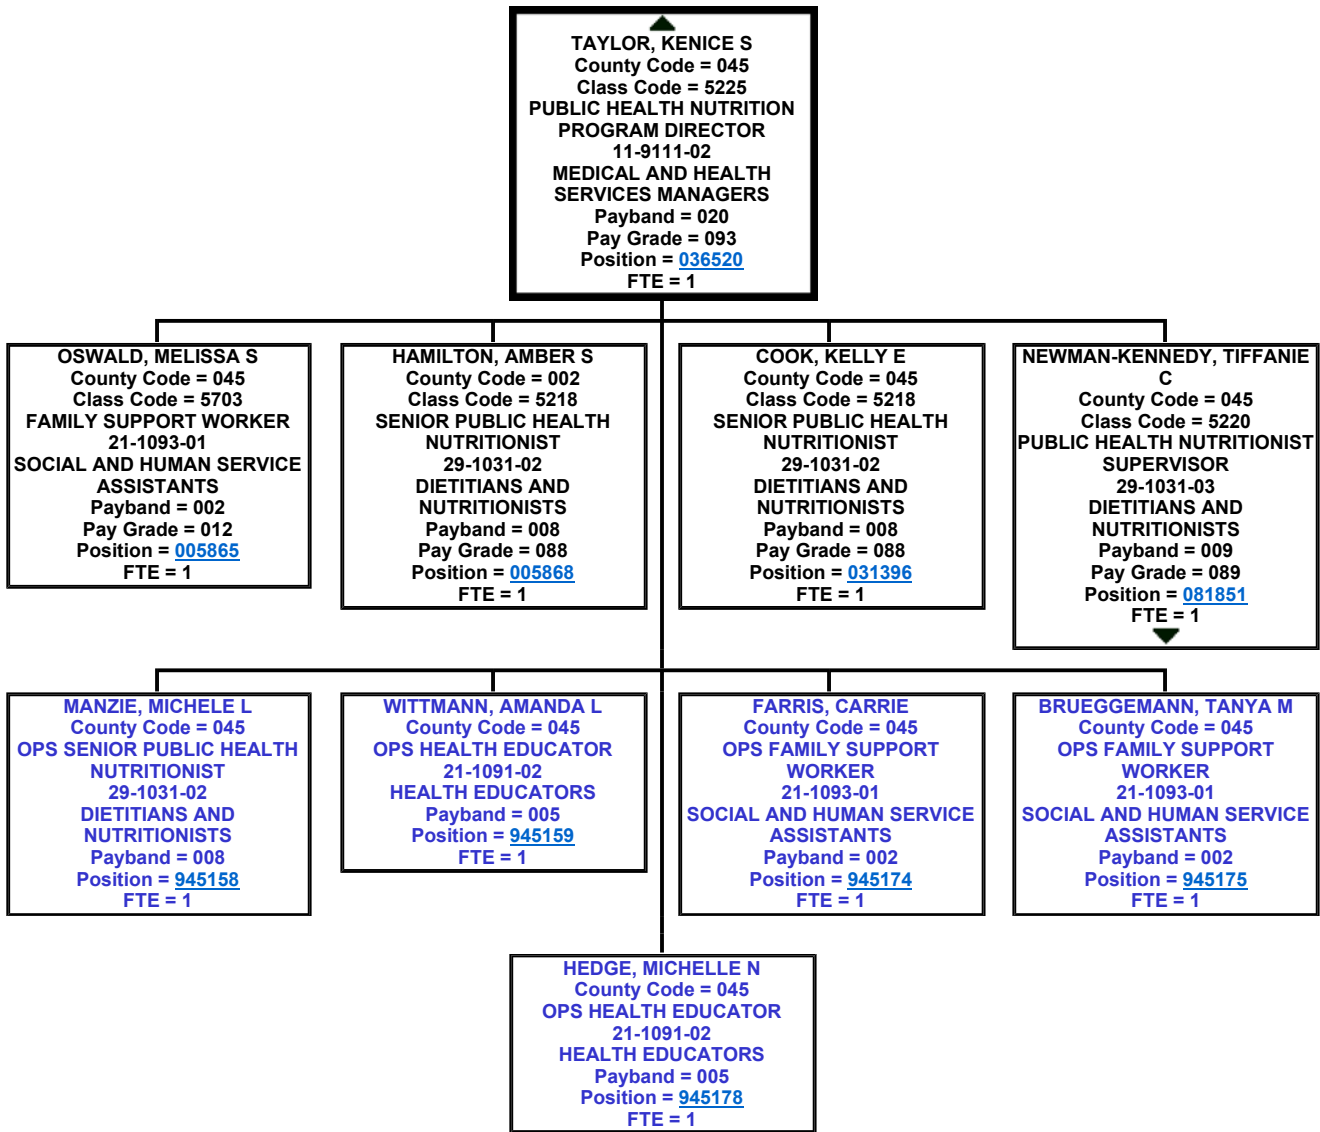 TAYLOR, KENICE S
County Code = 045
Class Code = 5225
PUBLIC HEALTH NUTRITION
PROGRAM DIRECTOR
11-9111-02
MEDICAL AND HEALTH
SERVICES MANAGERS
Payband = 020
Pay Grade = 093
Position = 036520
FTE = 1
OSWALD, MELISSA S
County Code = 045
Class Code = 5703
FAMILY SUPPORT WORKER
21-1093-01
SOCIAL AND HUMAN SERVICE
ASSISTANTS
Payband = 002
Pay Grade = 012
Position = 005865
FTE = 1
HAMILTON, AMBER S
County Code = 002
Class Code = 5218
SENIOR PUBLIC HEALTH
NUTRITIONIST
29-1031-02
DIETITIANS AND
NUTRITIONISTS
Payband = 008
Pay Grade = 088
Position = 005868
FTE = 1
COOK, KELLY E
County Code = 045
Class Code = 5218
SENIOR PUBLIC HEALTH
NUTRITIONIST
29-1031-02
DIETITIANS AND
NUTRITIONISTS
Payband = 008
Pay Grade = 088
Position = 031396
FTE = 1
NEWMAN-KENNEDY, TIFFANIE
C
County Code = 045
Class Code = 5220
PUBLIC HEALTH NUTRITIONIST
SUPERVISOR
29-1031-03
DIETITIANS AND
NUTRITIONISTS
Payband = 009
Pay Grade = 089
Position = 081851
FTE = 1
MANZIE, MICHELE L
County Code = 045
OPS SENIOR PUBLIC HEALTH
NUTRITIONIST
29-1031-02
DIETITIANS AND
NUTRITIONISTS
Payband = 008
Position = 945158
FTE = 1
WITTMANN, AMANDA L
County Code = 045
OPS HEALTH EDUCATOR
21-1091-02
HEALTH EDUCATORS
Payband = 005
Position = 945159
FTE = 1
FARRIS, CARRIE
County Code = 045
OPS FAMILY SUPPORT
WORKER
21-1093-01
SOCIAL AND HUMAN SERVICE
ASSISTANTS
Payband = 002
Position = 945174
FTE = 1
BRUEGGEMANN, TANYA M
County Code = 045
OPS FAMILY SUPPORT
WORKER
21-1093-01
SOCIAL AND HUMAN SERVICE
ASSISTANTS
Payband = 002
Position = 945175
FTE = 1
HEDGE, MICHELLE N
County Code = 045
OPS HEALTH EDUCATOR
21-1091-02
HEALTH EDUCATORS
Payband = 005
Position = 945178
FTE = 1